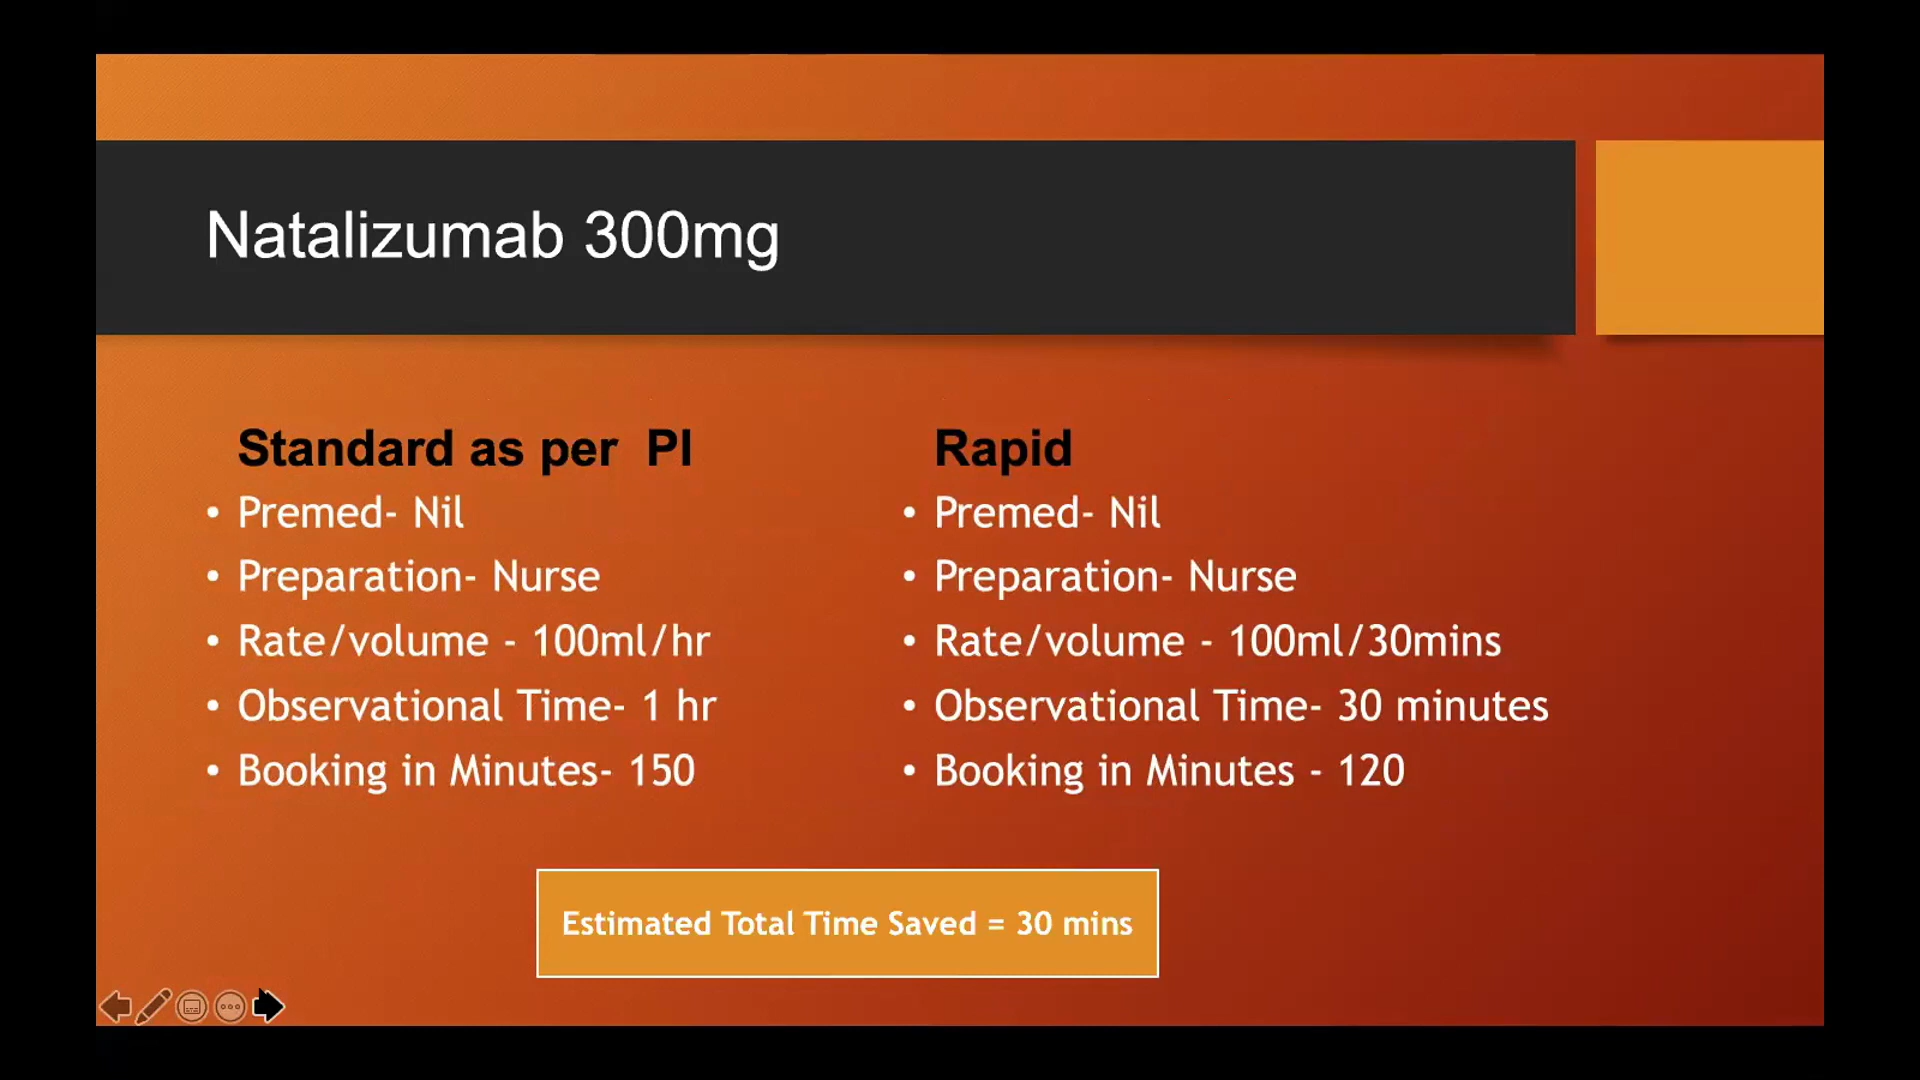 Natalizumab 300mg
Standard as per  PI
• Premed- Nil
• Preparation- Nurse
• Rate/volume - 100ml/hr
• Observational Time- 1 hr
• Booking in Minutes- 150
Rapid
• Premed- Nil
• Preparation- Nurse
• Rate/volume - 100ml/30mins
• Observational Time- 30 minutes
• Booking in Minutes - 120
Estimated Total Time Saved = 30 mins